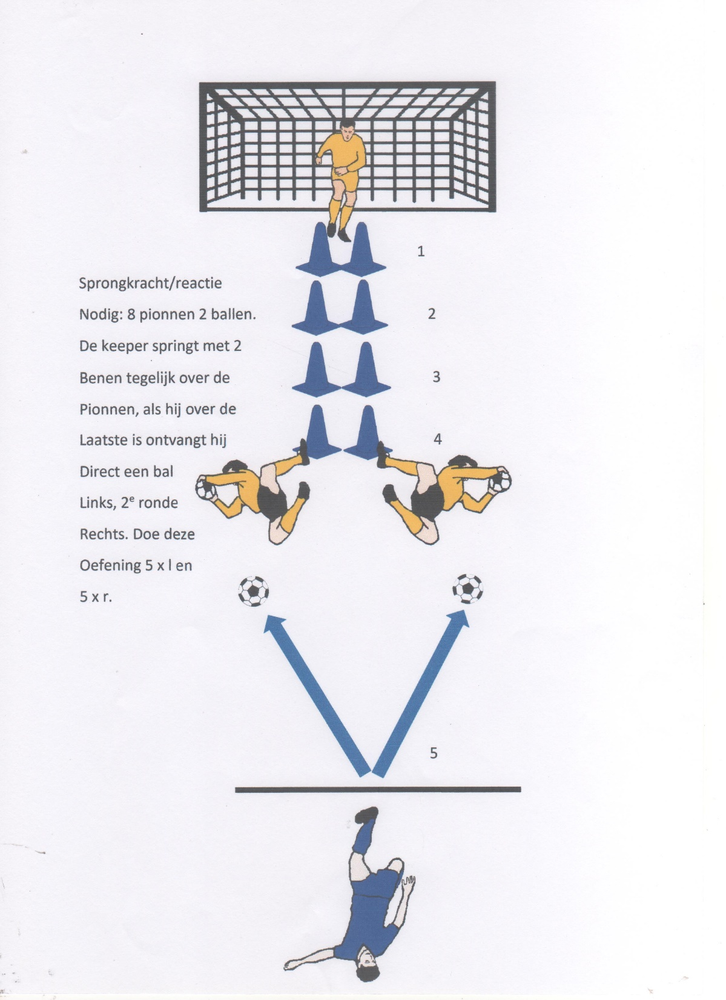 1
Sprongkracht/reactie
Nodig: 8 pionnen 2 ballen.
2
De keeper springt met 2
Benen tegelijk over de
3
Pionnen, als hij over de
Laatste is ontvangt hij
4
Direct een bal
Links, 2e ronde
Rechts. Doe deze
Oefening 5 x l en
5 x r.
5